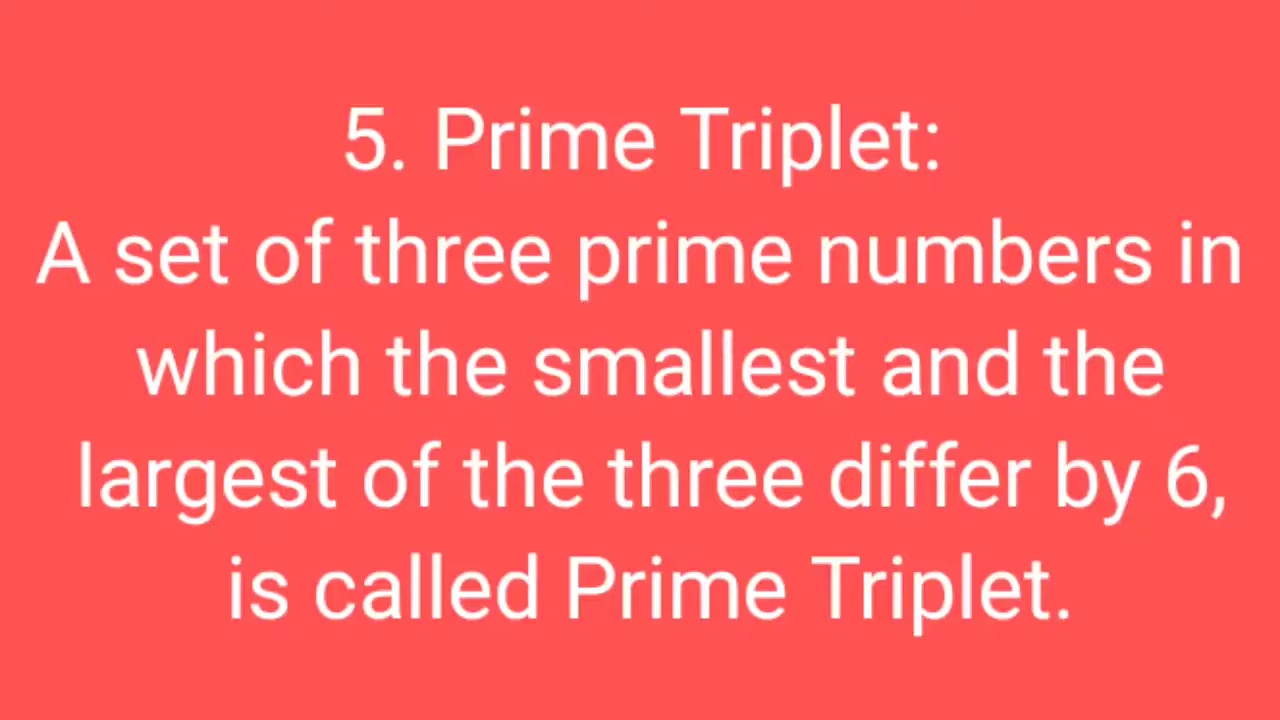 5. Prime Triplet:
A set of three prime numbers in
which the smallest and the
largest of the three differ by 6,
is called Prime Triplet.